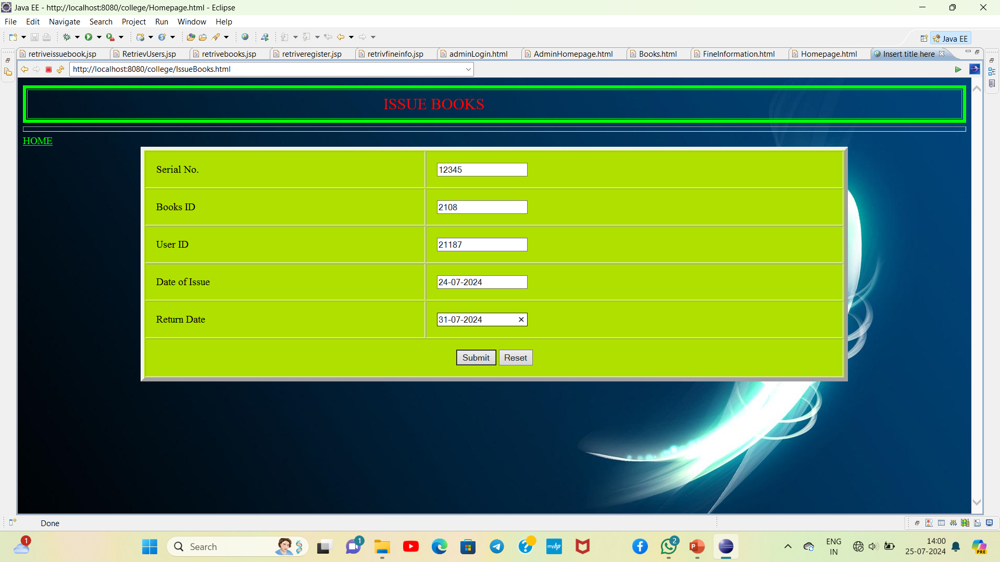 Java EE - http://localhost:8080/college/Homepage.html - Eclipse
File Edit Navigate Search Project Run Window Help
Java EE
retriveissuebook.jsp RetrievUsers.jsp retrivebooks.jsp retriveregister.jsp retrivfineinfo.jsp adminLogin.html AdminHomepage.html Books.html FineInformation.html Homepage.html Insert title here
http://localhost:8080/college/IssueBooks.html
ISSUE BOOKS
HOME
Serial No. 12345
Books ID 2108
User ID 21187
Date of Issue 24-07-2024
Return Date 31-07-2024
Submit Reset
Done
1
Search
1
myhp
2
P
ENG
IN
14:00
25-07-2024
PRE